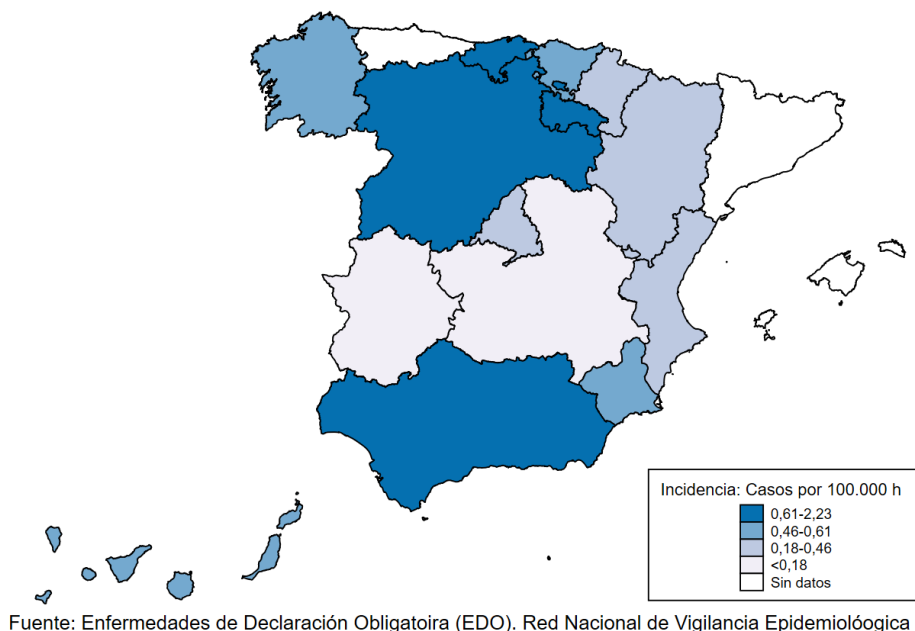 Incidencia: Casos por 100.000 h
0,61-2,23
0,46-0,61
0,18-0,46
<0,18
Sin datos
Fuente: Enfermedades de Declaración Obligatoira (EDO). Red Nacional de Vigilancia Epidemiolóogica